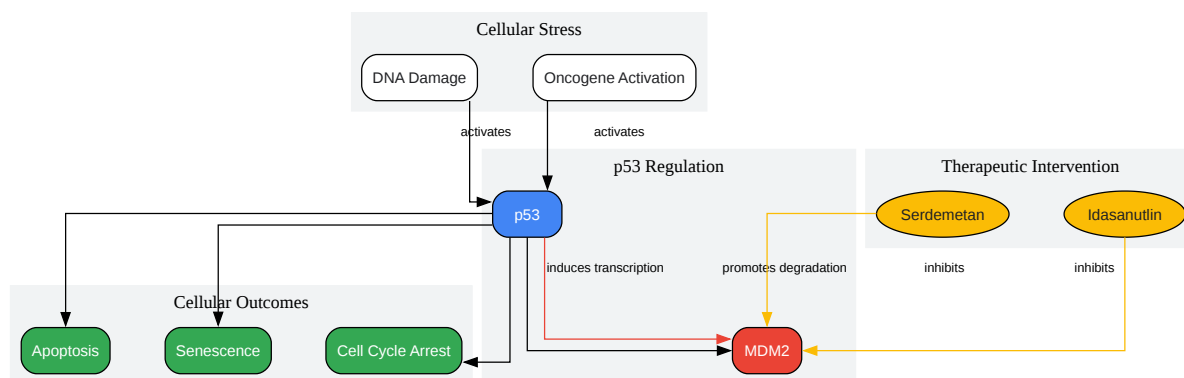 Cellular Stress
DNA Damage
Oncogene Activation
activates
activates
p53 Regulation
Therapeutic Intervention
p53
Serdemetan
Idasanutlin
induces transcription
promotes degradation
inhibits
inhibits
Cellular Outcomes
Apoptosis
Senescence
Cell Cycle Arrest
MDM2